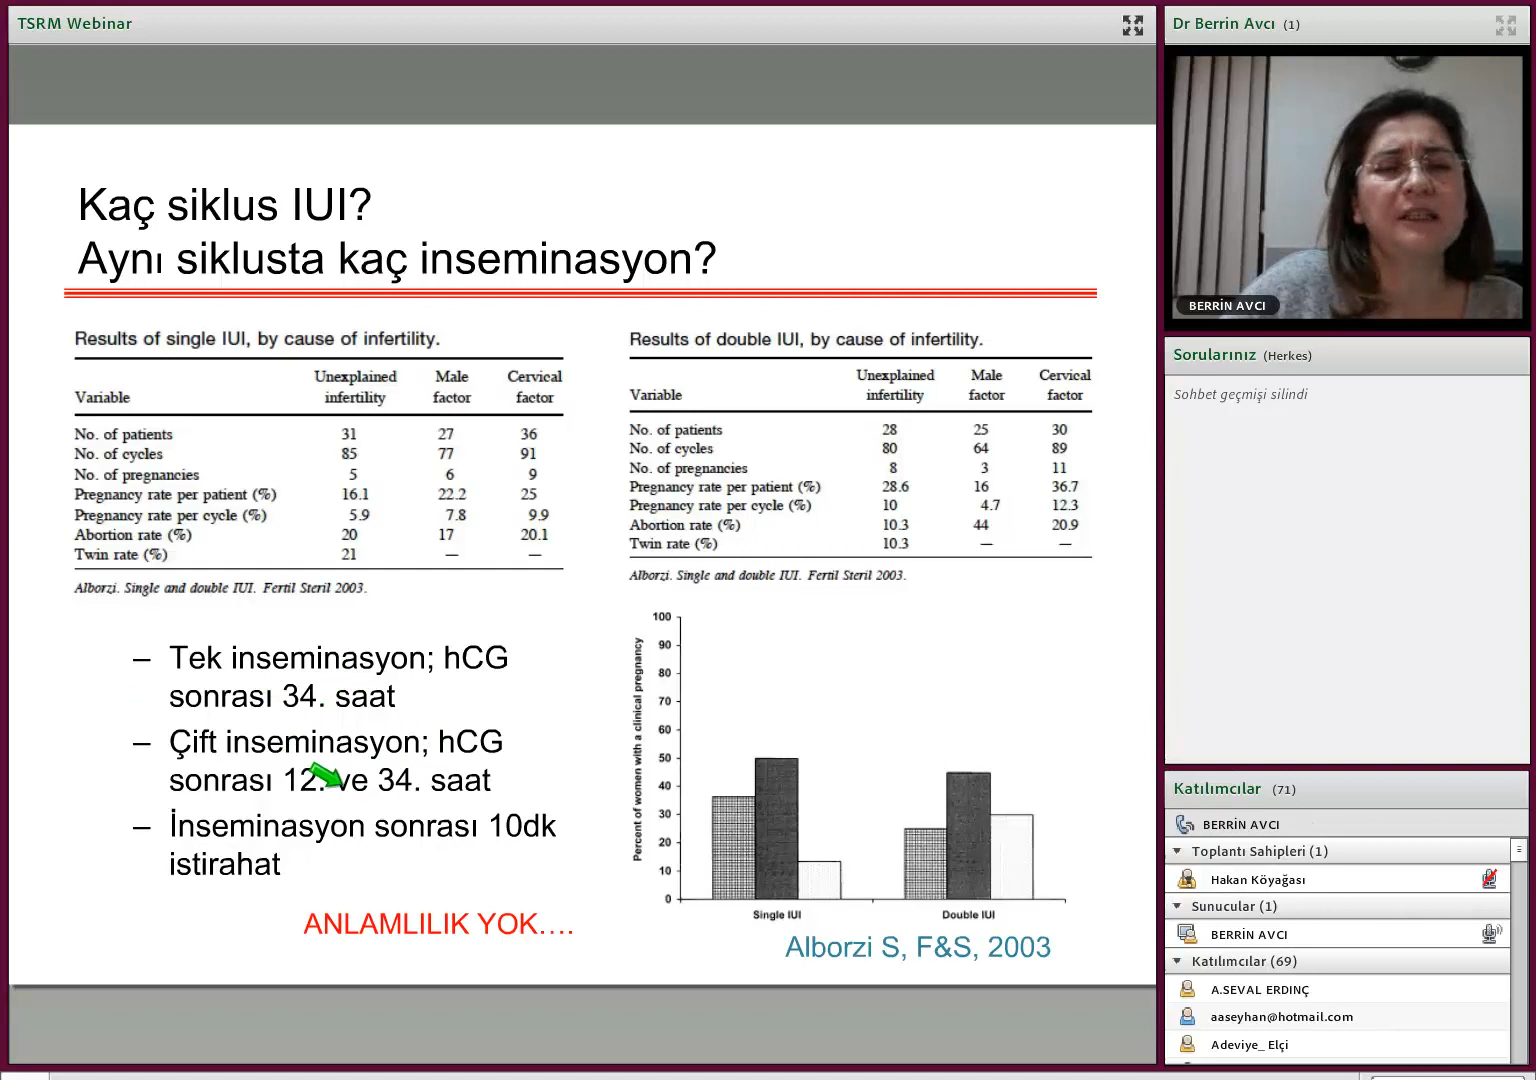 TSRM Webinar
Kaç siklus IUI?
Aynı siklusta kaç inseminasyon?
Results of single IUI, by cause of infertility.
Variable Unexplained infertility Male factor Cervical factor
No. of patients 31 27 36
No. of cycles 85 77 91
No. of pregnancies 5 6 9
Pregnancy rate per patient (%) 16.1 22.2 25
Pregnancy rate per cycle (%) 5.9 7.8 9.9
Abortion rate (%) 20 17 20.1
Twin rate (%) 21 — —
Alborzi. Single and double IUI. Fertil Steril 2003.
Results of double IUI, by cause of infertility.
Variable Unexplained infertility Male factor Cervical factor
No. of patients 28 25 30
No. of cycles 80 64 89
No. of pregnancies 8 3 11
Pregnancy rate per patient (%) 28.6 16 36.7
Pregnancy rate per cycle (%) 10 4.7 12.3
Abortion rate (%) 10.3 44 20.9
Twin rate (%) 10.3 — —
Alborzi. Single and double IUI. Fertil Steril 2003.
– Tek inseminasyon; hCG
sonrası 34. saat
– Çift inseminasyon; hCG
sonrası 12. ve 34. saat
– İnseminasyon sonrası 10dk
istirahat
ANLAMLILIK YOK....
Percent of women with a clinical pregnancy
100
90
80
70
60
50
40
30
20
10
0
Single IUI
Double IUI
Alborzi S, F&S, 2003
Dr Berrin Avcı (1)
BERRİN AVCI
Sorularınız (Herkes)
Sohbet geçmişi silindi
Katılımcılar (71)
BERRİN AVCI
Toplantı Sahipleri (1)
Hakan Köyağası
Sunucular (1)
BERRİN AVCI
Katılımcılar (69)
A.SEVAL ERDINÇ
aaseyhan@hotmail.com
Adeviye_ Elçi